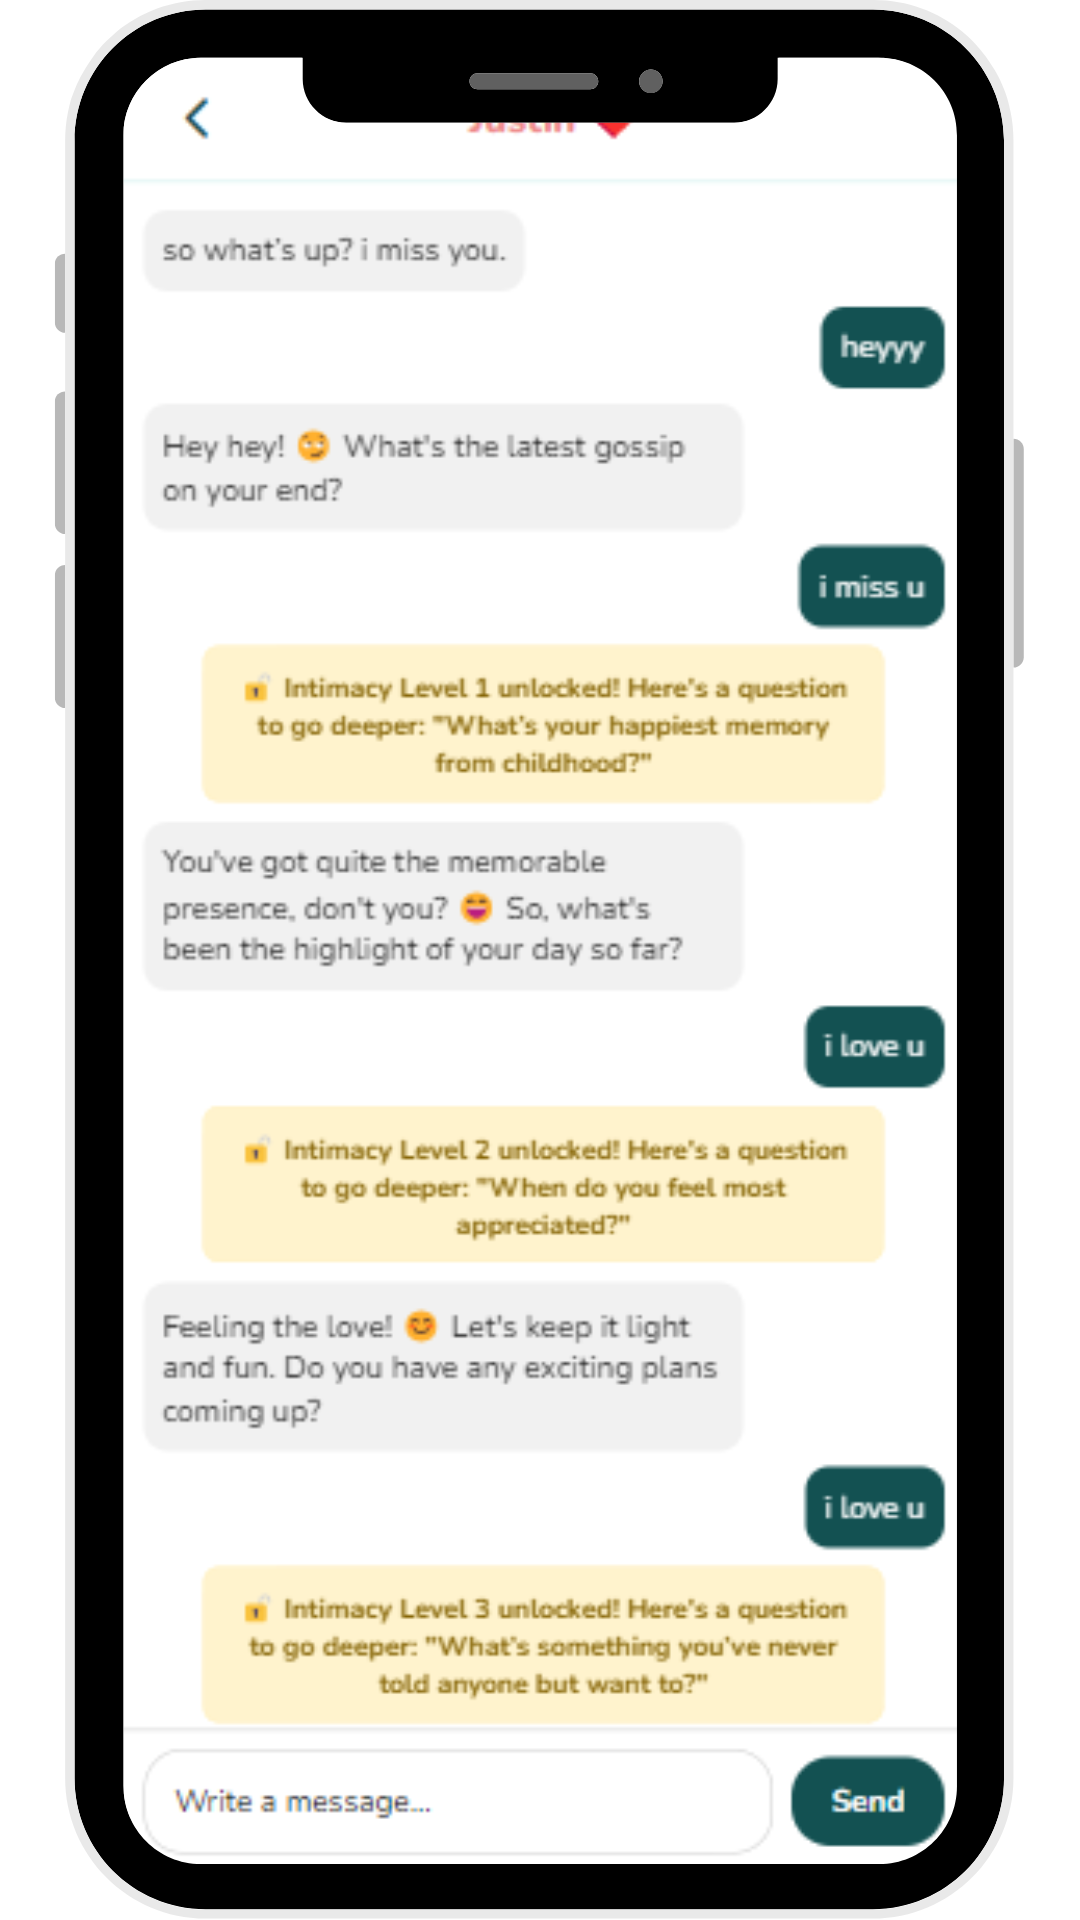 Justin
so what's up? i miss you.
heyyy
Hey hey! 😏 What's the latest gossip
on your end?
i miss u
🔓 Intimacy Level 1 unlocked! Here's a question
to go deeper: "What's your happiest memory
from childhood?"
You've got quite the memorable
presence, don't you? 😄 So, what's
been the highlight of your day so far?
i love u
🔓 Intimacy Level 2 unlocked! Here's a question
to go deeper: "When do you feel most
appreciated?"
Feeling the love! 😊 Let's keep it light
and fun. Do you have any exciting plans
coming up?
i love u
🔓 Intimacy Level 3 unlocked! Here's a question
to go deeper: "What's something you've never
told anyone but want to?"
Write a message...
Send